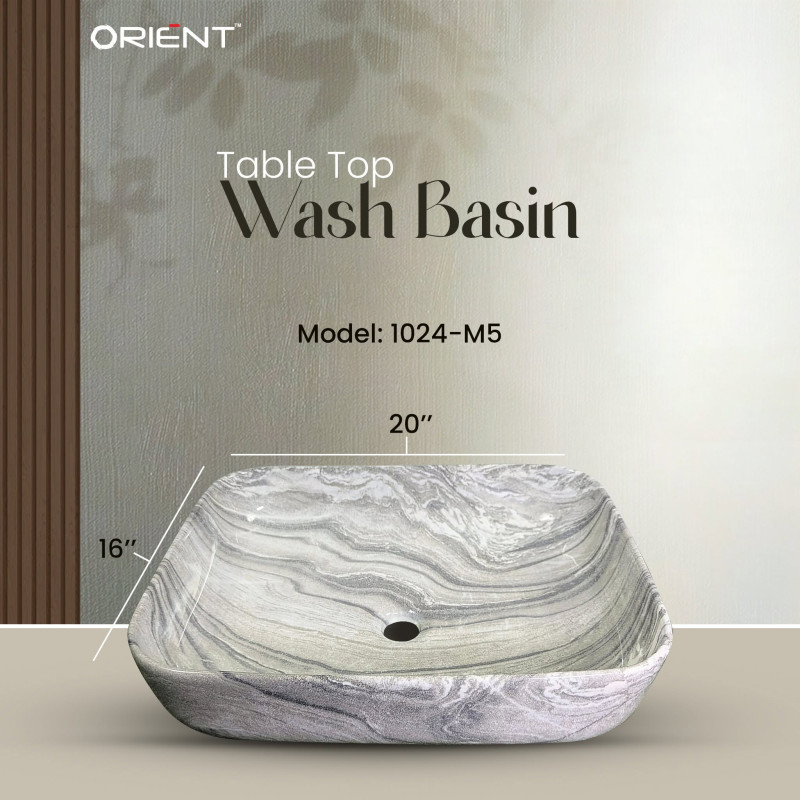 ORIENT™
Table Top
Wash Basin
Model: 1024-M5
20’’
16’’